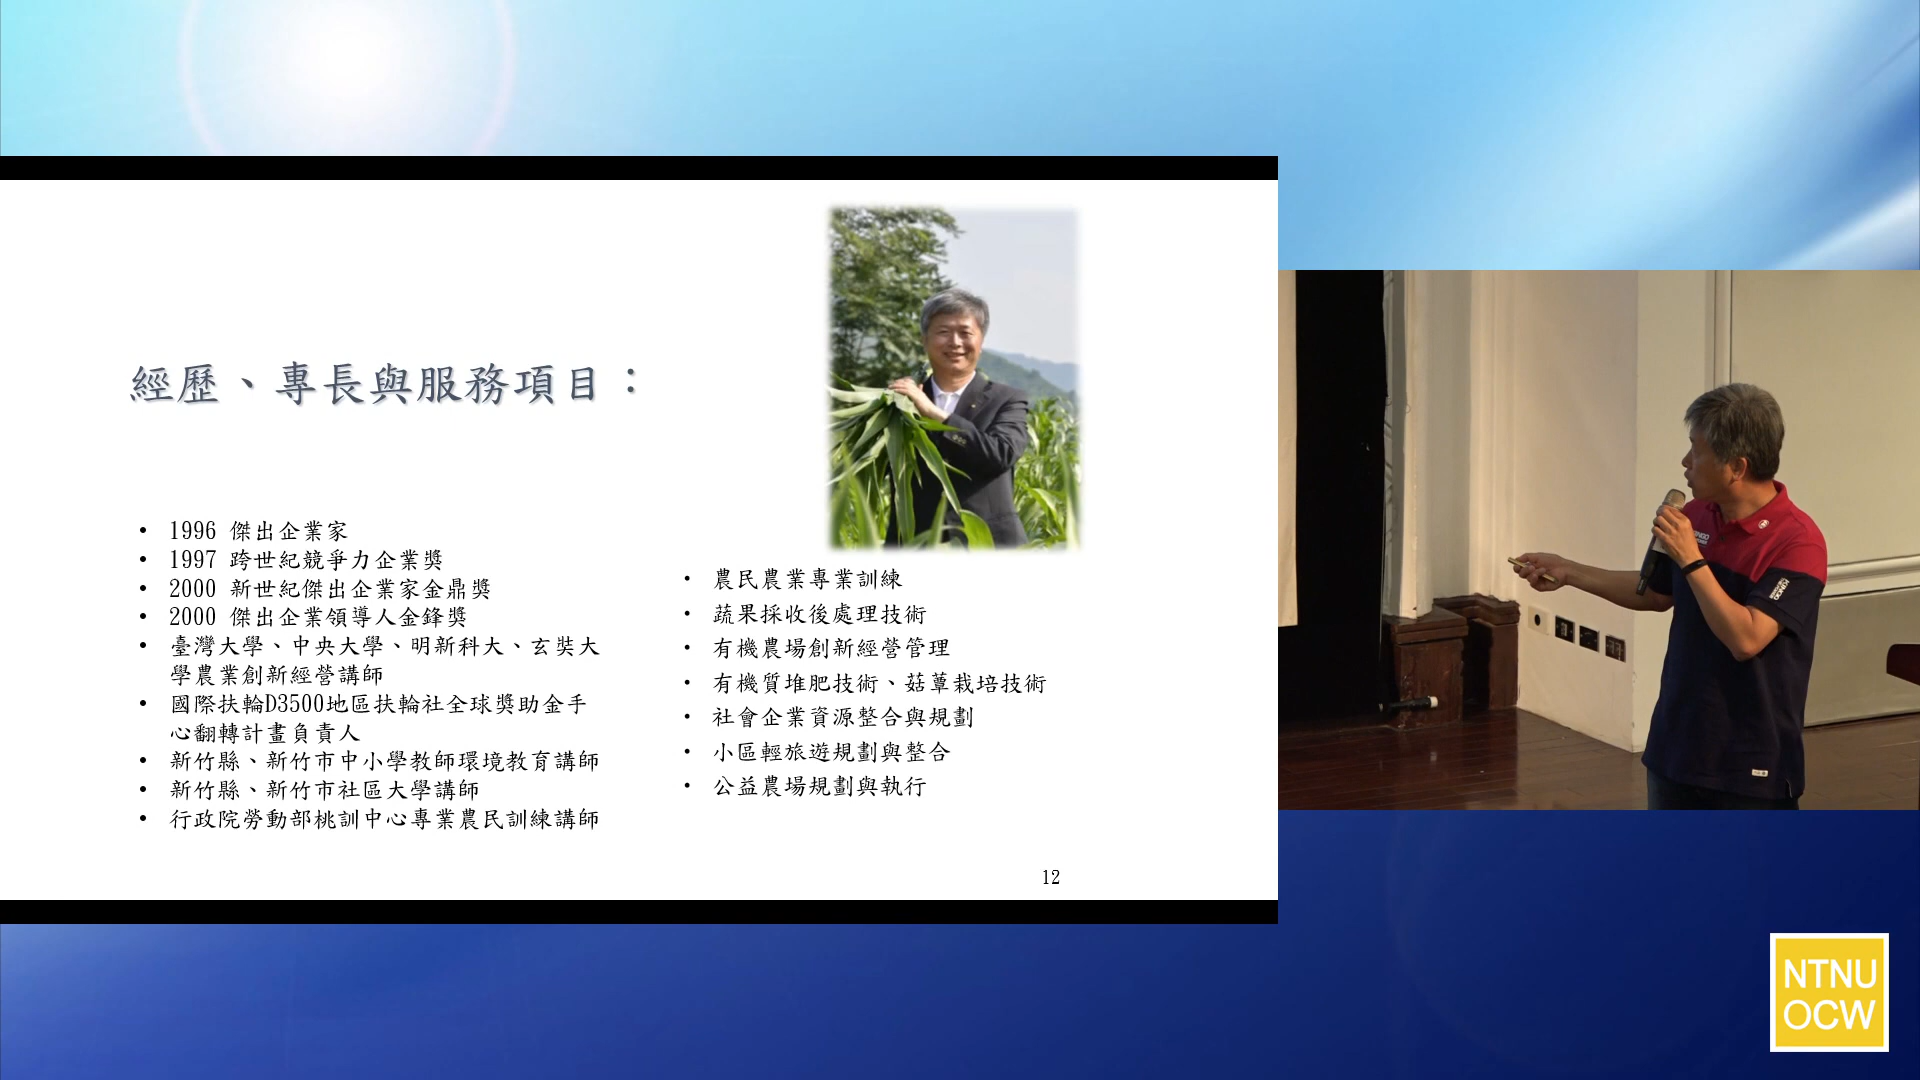 經歷、專長與服務項目：
• 1996 傑出企業家
• 1997 跨世紀競爭力企業獎
• 2000 新世紀傑出企業家金鼎獎
• 2000 傑出企業領導人金鋒獎
• 臺灣大學、中央大學、明新科大、玄奘大
學農業創新經營講師
• 國際扶輪D3500地區扶輪社全球獎助金手
心翻轉計畫負責人
• 新竹縣、新竹市中小學教師環境教育講師
• 新竹縣、新竹市社區大學講師
• 行政院勞動部桃訓中心專業農民訓練講師
• 農民農業專業訓練
• 蔬果採收後處理技術
• 有機農場創新經營管理
• 有機質堆肥技術、菇蕈栽培技術
• 社會企業資源整合與規劃
• 小區輕旅遊規劃與整合
• 公益農場規劃與執行
12
NTNU
OCW